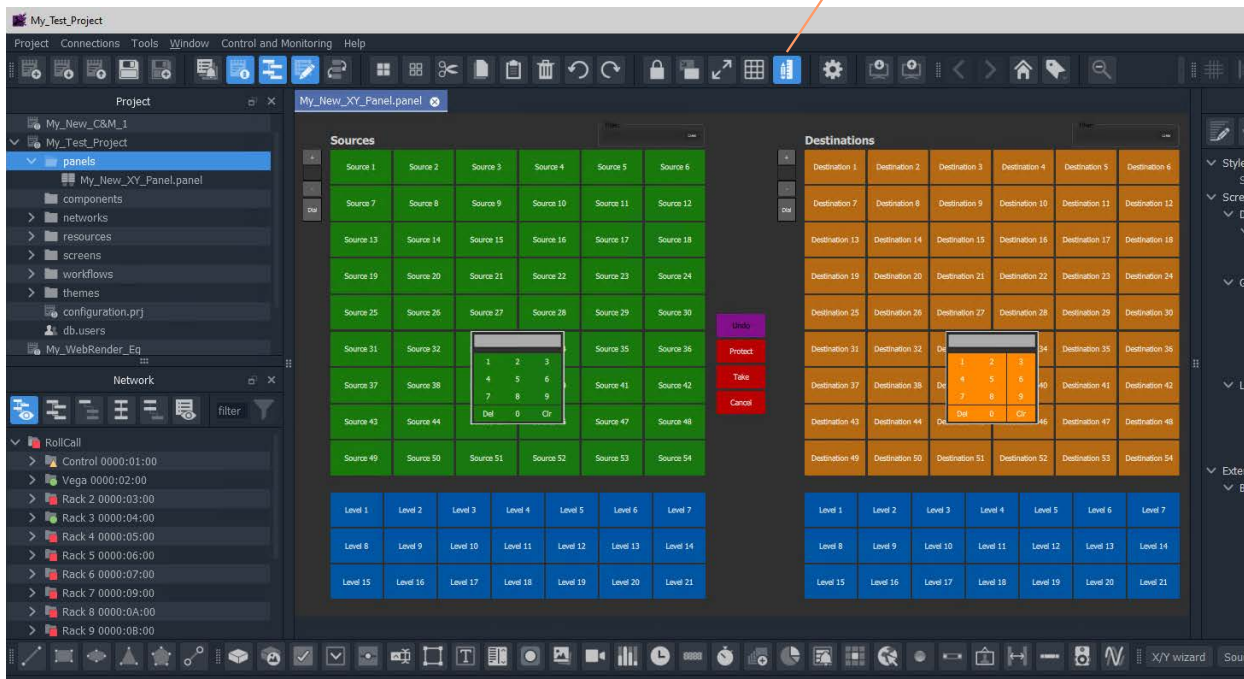 My_Test_Project
Project Connections Tools Window Control and Monitoring Help
Project
My_New_C&M_1
My_Test_Project
panels
My_New_XY_Panel.panel
components
networks
resources
screens
workflows
themes
configuration.prj
db.users
My_WebRender_Eg
Network
filter
RollCall
Control 0000:01:00
Vega 0000:02:00
Rack 2 0000:03:00
Rack 3 0000:04:00
Rack 4 0000:05:00
Rack 5 0000:06:00
Rack 6 0000:07:00
Rack 7 0000:09:00
Rack 8 0000:0A:00
Rack 9 0000:0B:00
My_New_XY_Panel.panel
Sources
Source 1 Source 2 Source 3 Source 4 Source 5 Source 6
Source 7 Source 8 Source 9 Source 10 Source 11 Source 12
Source 13 Source 14 Source 15 Source 16 Source 17 Source 18
Source 19 Source 20 Source 21 Source 22 Source 23 Source 24
Source 25 Source 26 Source 27 Source 28 Source 29 Source 30
Source 31 Source 32 Source 35 Source 36
Source 37 Source 38 Source 41 Source 42
Source 43 Source 44 Source 47 Source 48
Source 49 Source 50 Source 51 Source 52 Source 53 Source 54
1 2 3
4 5 6
7 8 9
Del 0 Clr
Level 1 Level 2 Level 3 Level 4 Level 5 Level 6 Level 7
Level 8 Level 9 Level 10 Level 11 Level 12 Level 13 Level 14
Level 15 Level 16 Level 17 Level 18 Level 19 Level 20 Level 21
Undo
Protect
Take
Cancel
Destinations
Destination 1 Destination 2 Destination 3 Destination 4 Destination 5 Destination 6
Destination 7 Destination 8 Destination 9 Destination 10 Destination 11 Destination 12
Destination 13 Destination 14 Destination 15 Destination 16 Destination 17 Destination 18
Destination 19 Destination 20 Destination 21 Destination 22 Destination 23 Destination 24
Destination 25 Destination 26 Destination 27 Destination 28 Destination 29 Destination 30
Destination 31 Destination 32 De 34 Destination 35 Destination 36
Destination 37 Destination 38 De 40 Destination 41 Destination 42
Destination 43 Destination 44 De 46 Destination 47 Destination 48
Destination 49 Destination 50 Destination 51 Destination 52 Destination 53 Destination 54
1 2 3
4 5 6
7 8 9
Del 0 Clr
Level 1 Level 2 Level 3 Level 4 Level 5 Level 6 Level 7
Level 8 Level 9 Level 10 Level 11 Level 12 Level 13 Level 14
Level 15 Level 16 Level 17 Level 18 Level 19 Level 20 Level 21
Style
S
Scre
D
G
L
Exter
B
X/Y wizard Sou